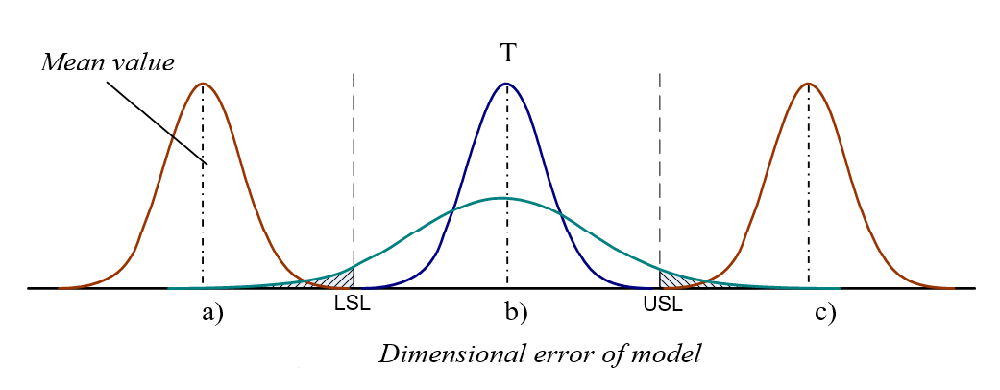 T
Mean value
LSL
USL
a)
b)
c)
Dimensional error of model